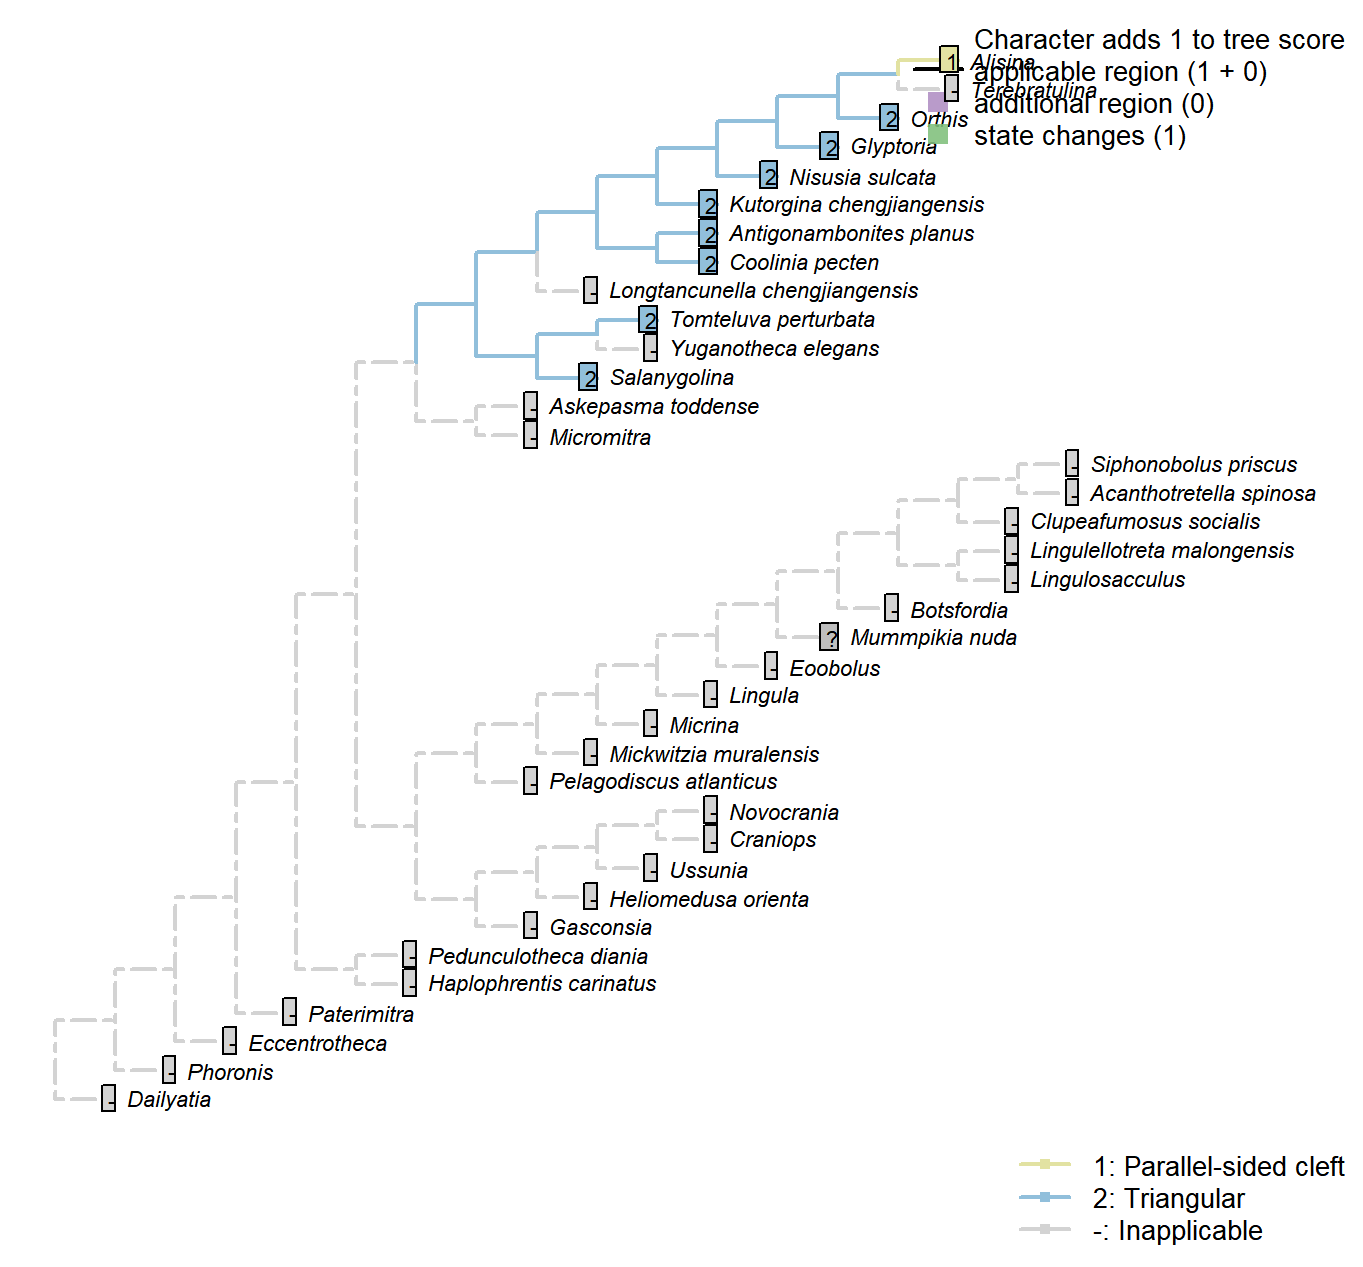 Character adds 1 to tree score
1 Alisina
applicable region (1 + 0)
- Terebratulina
additional region (0)
2 Orthis
state changes (1)
2 Glyptoria
2 Nisusia sulcata
2 Kutorgina chengjiangensis
2 Antigonambonites planus
2 Coolinia pecten
- Longtancunella chengjiangensis
2 Tomteluva perturbata
- Yuganotheca elegans
2 Salanygolina
- Askepasma toddense
- Micromitra
- Siphonobolus priscus
- Acanthotretella spinosa
- Clupeafumosus socialis
- Lingulellotreta malongensis
- Lingulosacculus
- Botsfordia
? Mummpikia nuda
- Eoobolus
- Lingula
- Micrina
- Mickwitzia muralensis
- Pelagodiscus atlanticus
- Novocrania
- Craniops
- Ussunia
- Heliomedusa orienta
- Gasconsia
- Pedunculotheca diania
- Haplophrentis carinatus
- Paterimitra
- Eccentrotheca
- Phoronis
- Dailyatia
1: Parallel-sided cleft
2: Triangular
-: Inapplicable